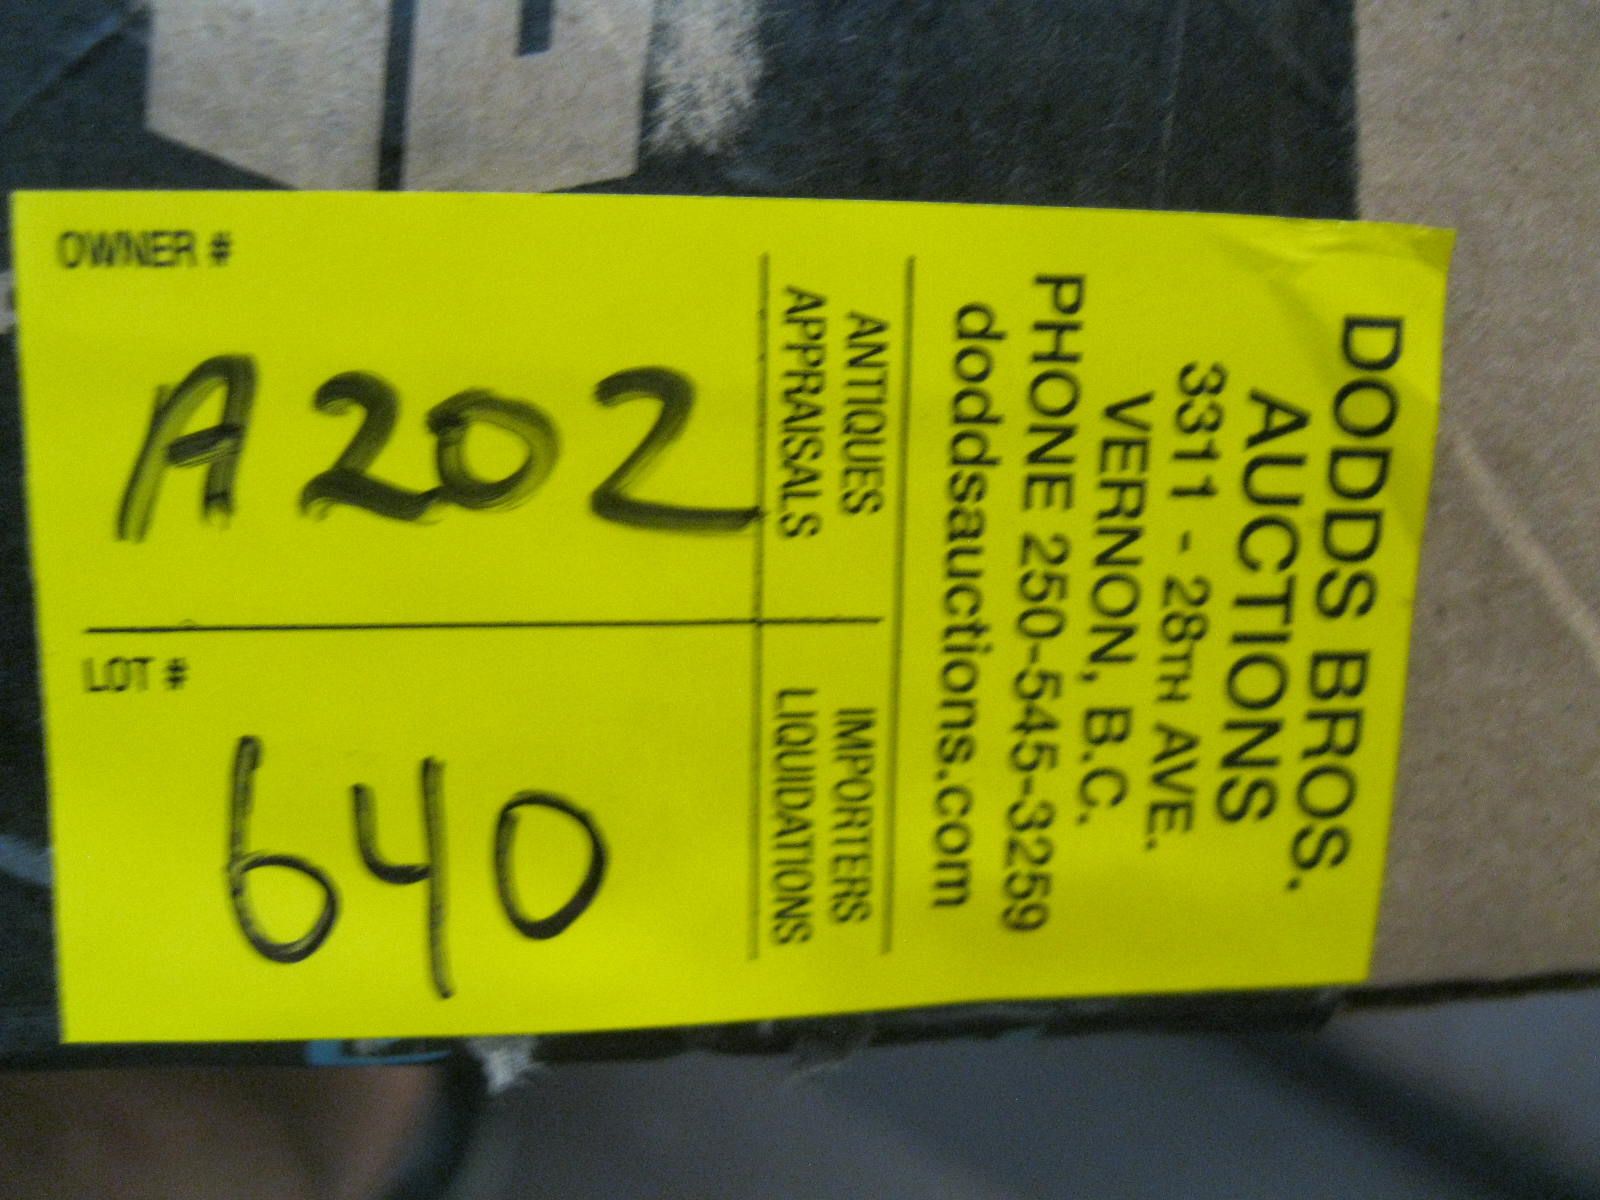 DODDS BROS.
AUCTIONS
3311 - 28TH AVE.
VERNON, B.C.
PHONE 250-545-3259
doddsauctions.com
ANTIQUES
APPRAISALS
IMPORTERS
LIQUIDATIONS
OWNER #
A202
LOT #
640